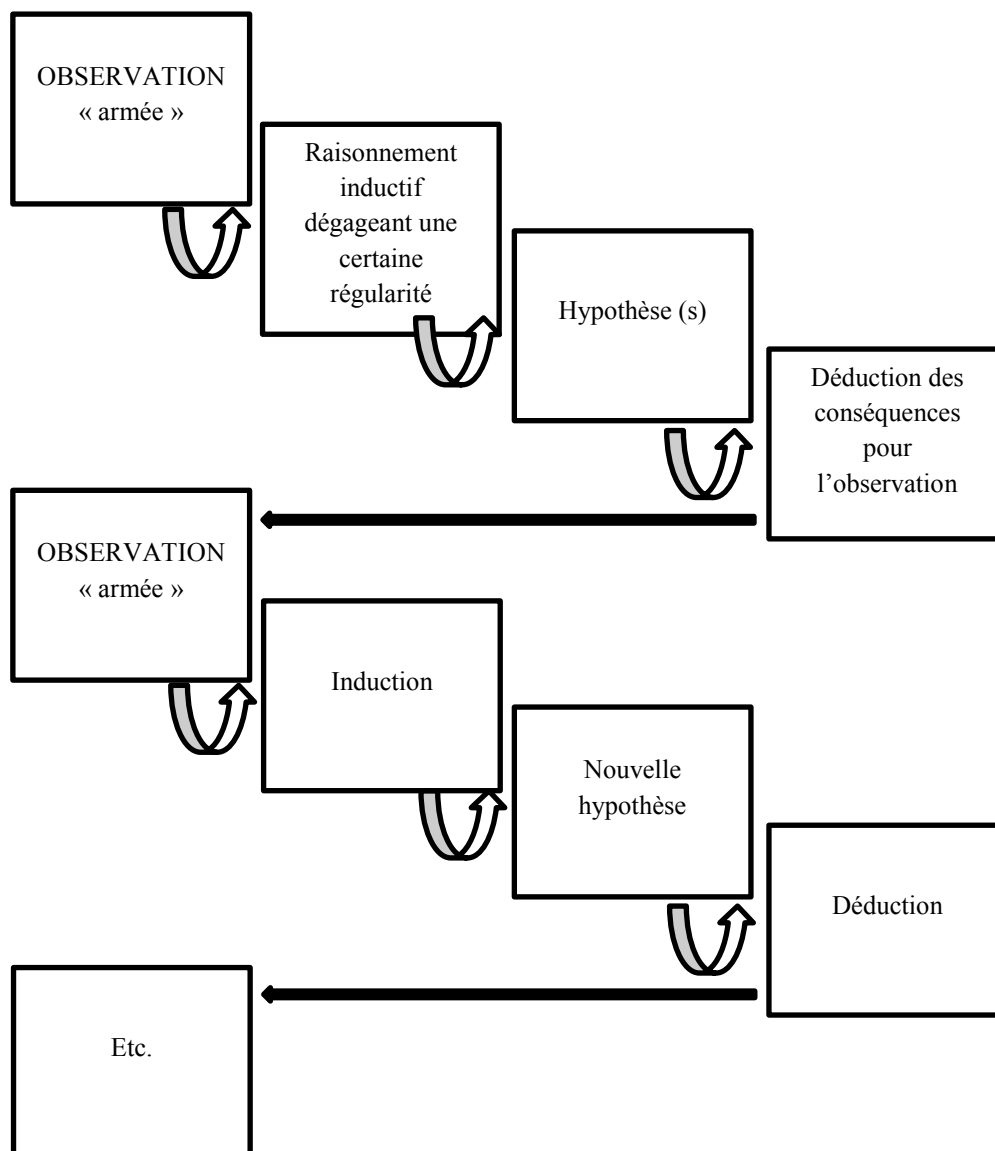 OBSERVATION
« armée »
Raisonnement
inductif
dégageant une
certaine
régularité
Hypothèse (s)
Déduction des
conséquences
pour
l’observation
OBSERVATION
« armée »
Induction
Nouvelle
hypothèse
Déduction
Etc.